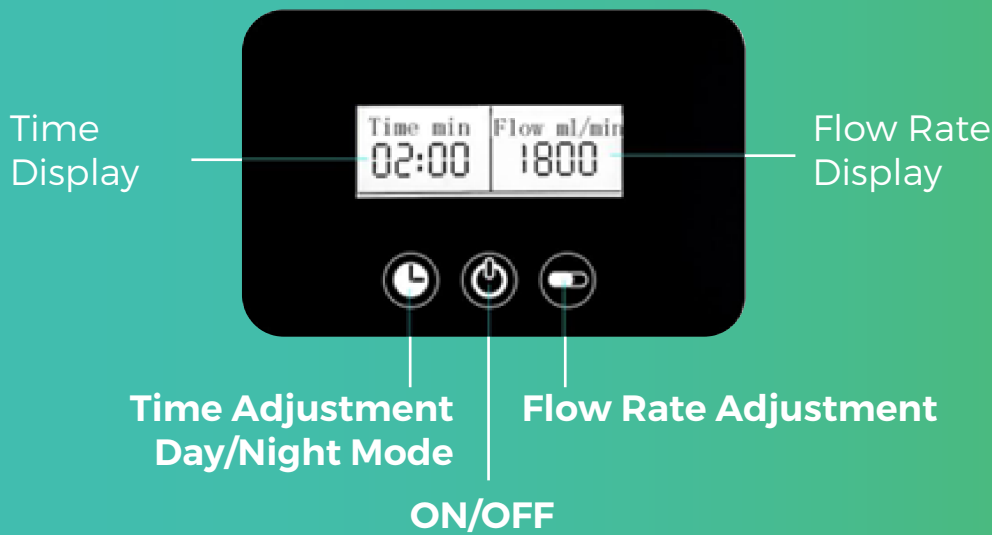 Time
Display
Time min
02:00
Flow ml/min
1800
Flow Rate
Display
Time Adjustment
Day/Night Mode
Flow Rate Adjustment
ON/OFF